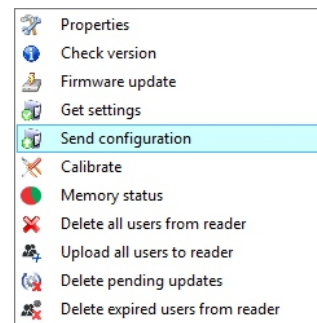 Properties
Check version
Firmware update
Get settings
Send configuration
Calibrate
Memory status
Delete all users from reader
Upload all users to reader
Delete pending updates
Delete expired users from reader